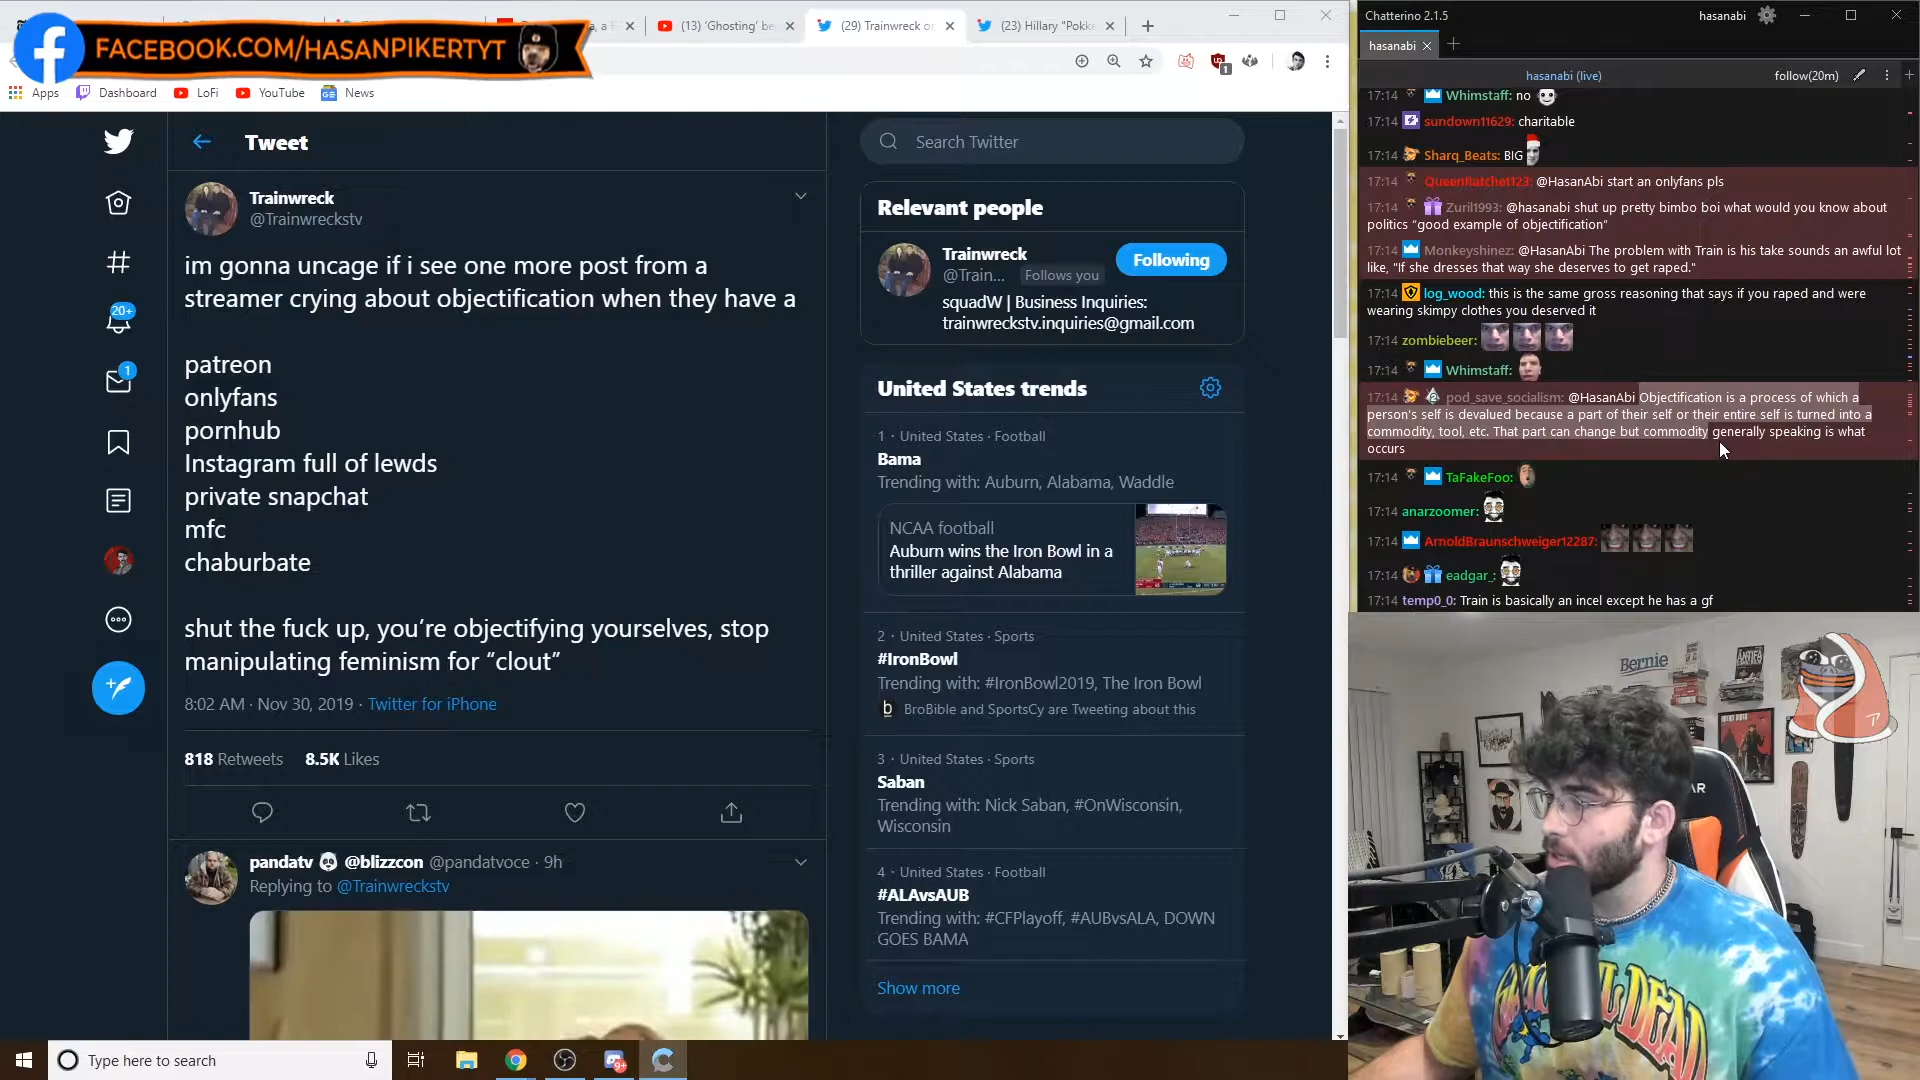 (13) 'Ghosting' be
(29) Trainwreck or
(23) Hillary "Pokke
FACEBOOK.COM/HASANPIKERTYT
1
Apps
Dashboard
LoFi
YouTube
News
Tweet
Trainwreck
@Trainwreckstv
im gonna uncage if i see one more post from a
streamer crying about objectification when they have a
patreon
onlyfans
pornhub
Instagram full of lewds
private snapchat
mfc
chaburbate
shut the fuck up, you're objectifying yourselves, stop
manipulating feminism for “clout”
8:02 AM · Nov 30, 2019 · Twitter for iPhone
818 Retweets 8.5K Likes
pandatv @blizzcon @pandatvoce · 9h
Replying to @Trainwreckstv
20+
1
Search Twitter
Relevant people
Trainwreck
@Train... Follows you
Following
squadW | Business Inquiries:
trainwreckstv.inquiries@gmail.com
United States trends
1 · United States · Football
Bama
Trending with: Auburn, Alabama, Waddle
NCAA football
Auburn wins the Iron Bowl in a
thriller against Alabama
2 · United States · Sports
#IronBowl
Trending with: #IronBowl2019, The Iron Bowl
BroBible and SportsCy are Tweeting about this
3 · United States · Sports
Saban
Trending with: Nick Saban, #OnWisconsin,
Wisconsin
4 · United States · Football
#ALAvsAUB
Trending with: #CFPlayoff, #AUBvsALA, DOWN
GOES BAMA
Show more
Type here to search
9+
Chatterino 2.1.5
hasanabi
hasanabi
hasanabi (live)
follow(20m)
17:14 Whimstaff: no
17:14 sundown11629: charitable
17:14 Sharq_Beats: BIG
17:14 QueenRatchet123: @HasanAbi start an onlyfans pls
17:14 Zuril1993: @hasanabi shut up pretty bimbo boi what would you know about
politics “good example of objectification”
17:14 Monkeyshinez: @HasanAbi The problem with Train is his take sounds an awful lot
like, "If she dresses that way she deserves to get raped."
17:14 log_wood: this is the same gross reasoning that says if you raped and were
wearing skimpy clothes you deserved it
17:14 zombiebeer:
17:14 Whimstaff:
17:14 pod_save_socialism: @HasanAbi Objectification is a process of which a
person's self is devalued because a part of their self or their entire self is turned into a
commodity, tool, etc. That part can change but commodity generally speaking is what
occurs
17:14 TaFakeFoo:
17:14 anarzoomer:
17:14 ArnoldBraunschweiger12287:
17:14 eadgar_:
17:14 temp0_0: Train is basically an incel except he has a gf
Bernie